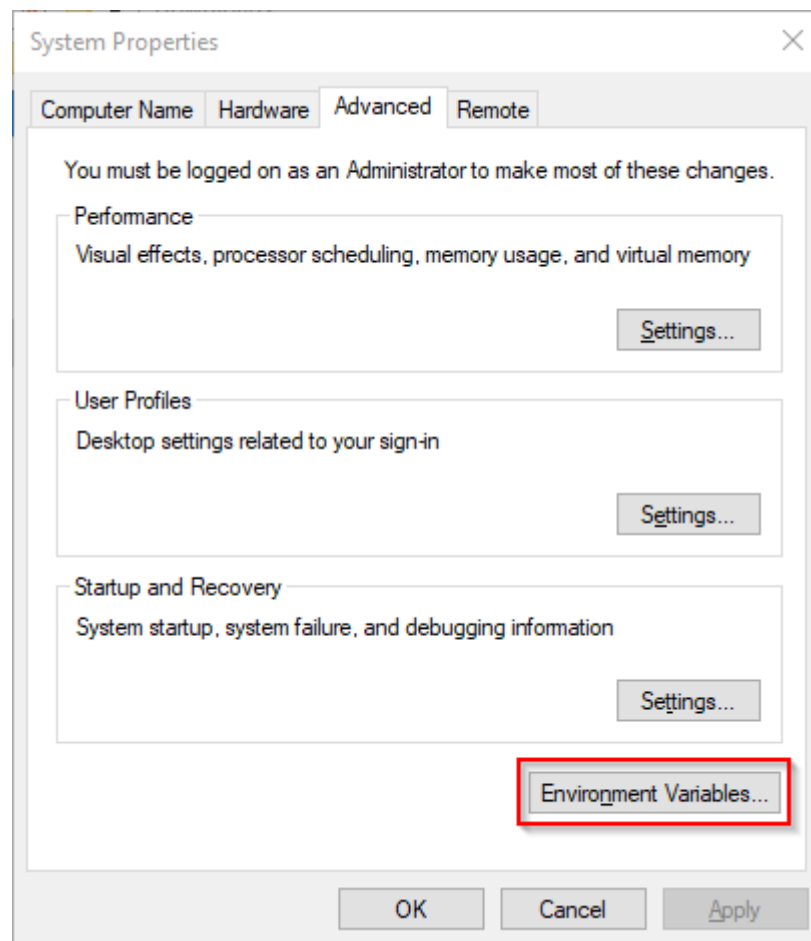 System Properties
Computer Name
Hardware
Advanced
Remote
You must be logged on as an Administrator to make most of these changes.
Performance
Visual effects, processor scheduling, memory usage, and virtual memory
Settings...
User Profiles
Desktop settings related to your sign-in
Settings...
Startup and Recovery
System startup, system failure, and debugging information
Settings...
Environment Variables...
OK
Cancel
Apply